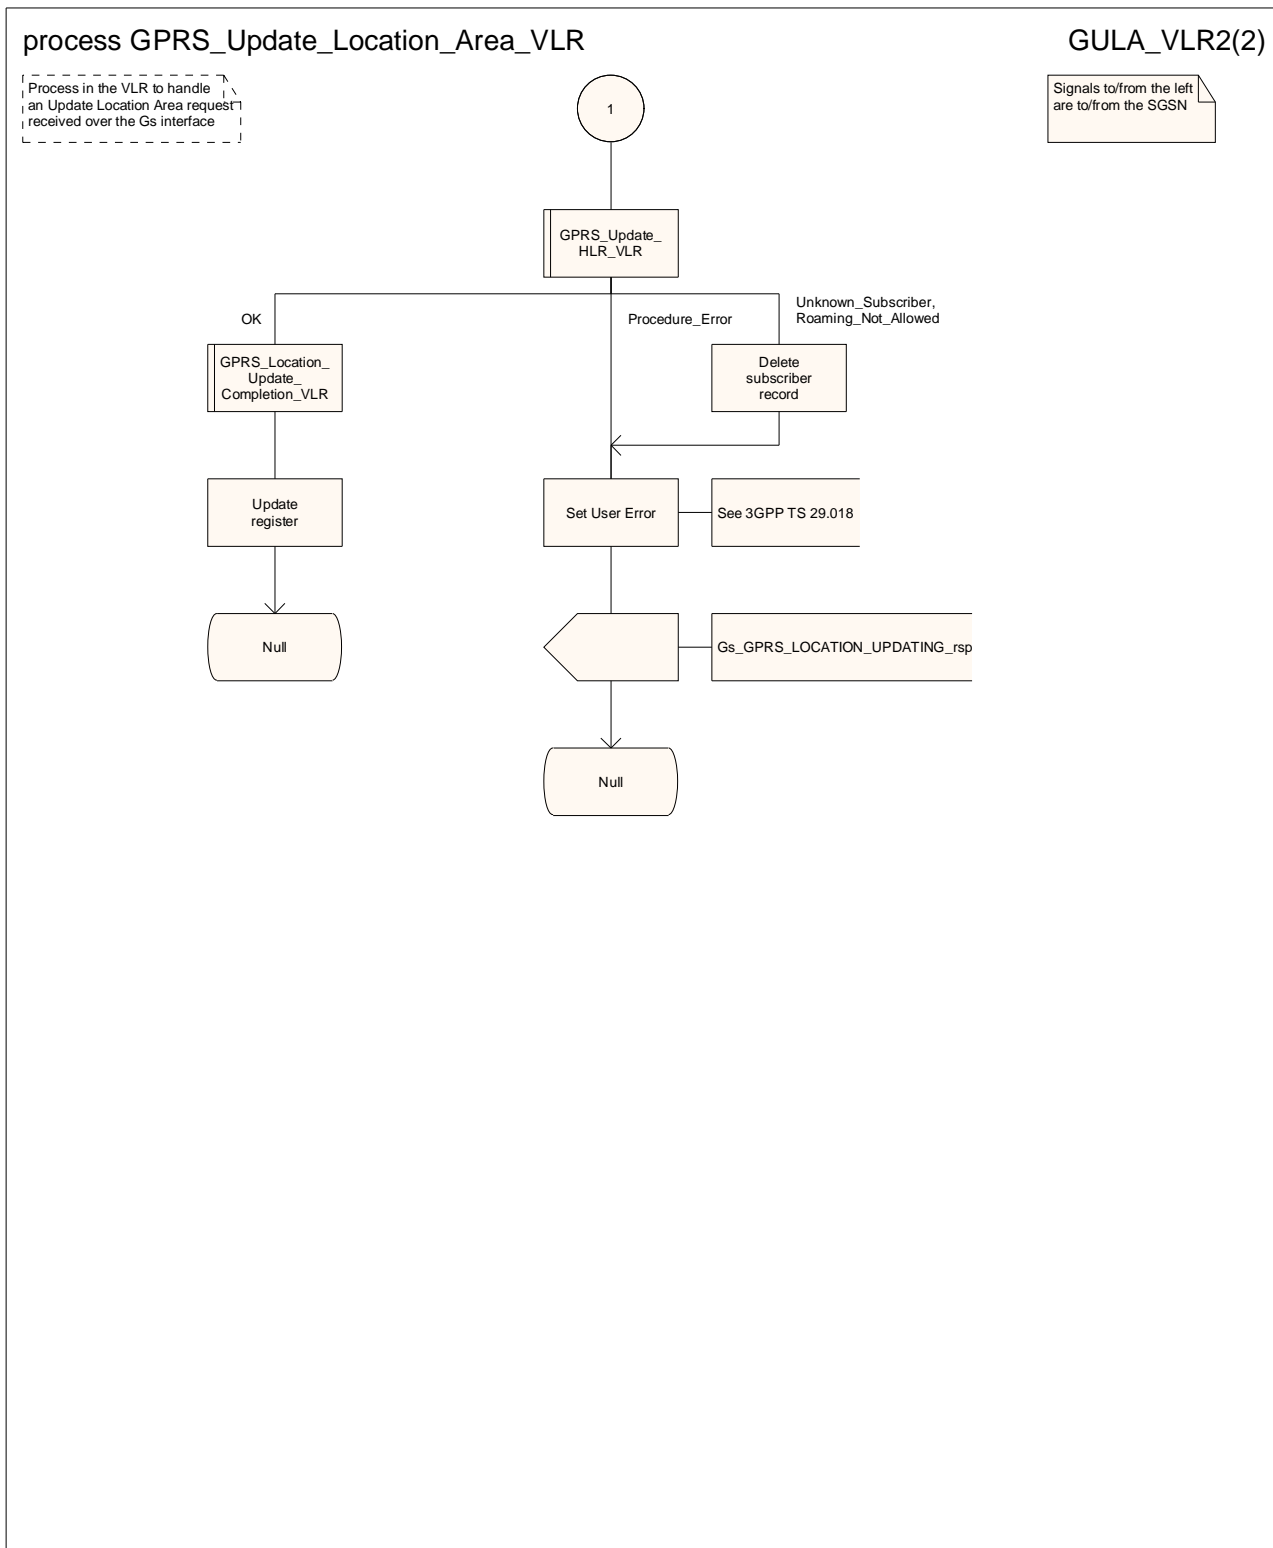 process GPRS_Update_Location_Area_VLR
GULA_VLR2(2)
Process in the VLR to handle
an Update Location Area request
received over the Gs interface
1
Signals to/from the left
are to/from the SGSN
GPRS_Update_
HLR_VLR
OK
Procedure_Error
Unknown_Subscriber,
Roaming_Not_Allowed
GPRS_Location_
Update_
Completion_VLR
Delete
subscriber
record
Update
register
Set User Error
See 3GPP TS 29.018
Null
Gs_GPRS_LOCATION_UPDATING_rsp
Null